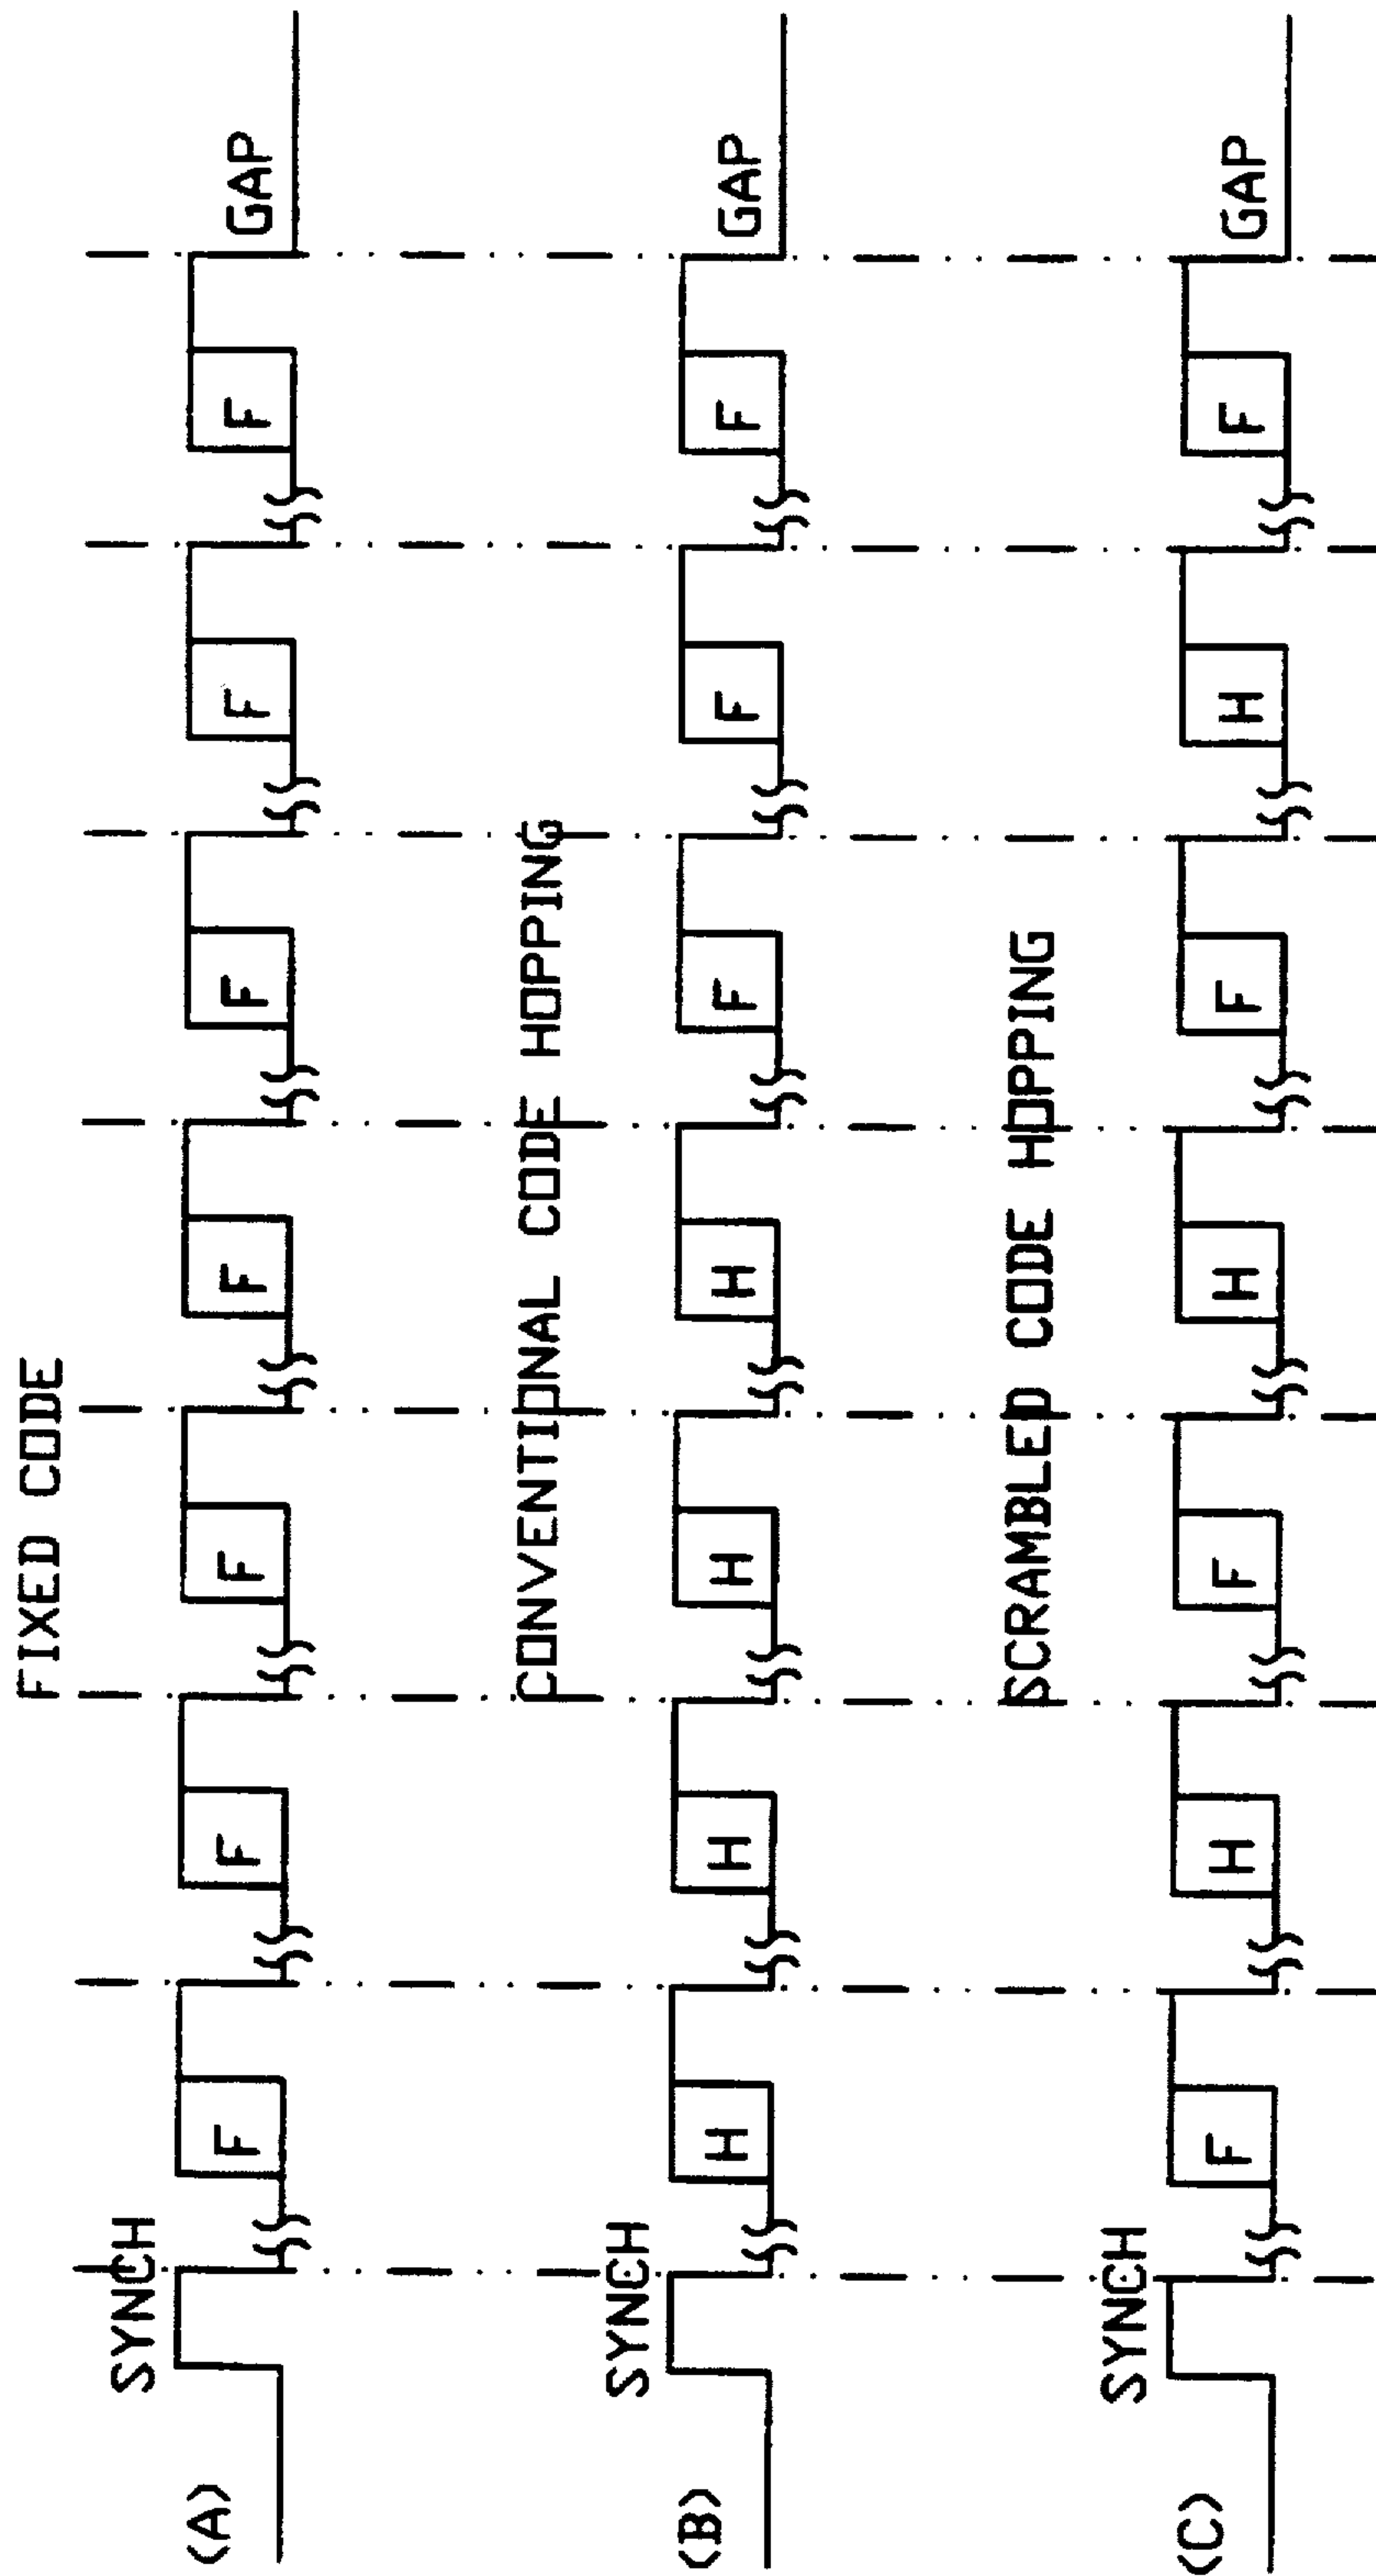 FIXED CODE
(A) SYNCH F F F F F F F GAP
CONVENTIONAL CODE HOPPING
(B) SYNCH H H H H F F F GAP
SCRAMBLED CODE HOPPING
(C) SYNCH F H F H F H F GAP